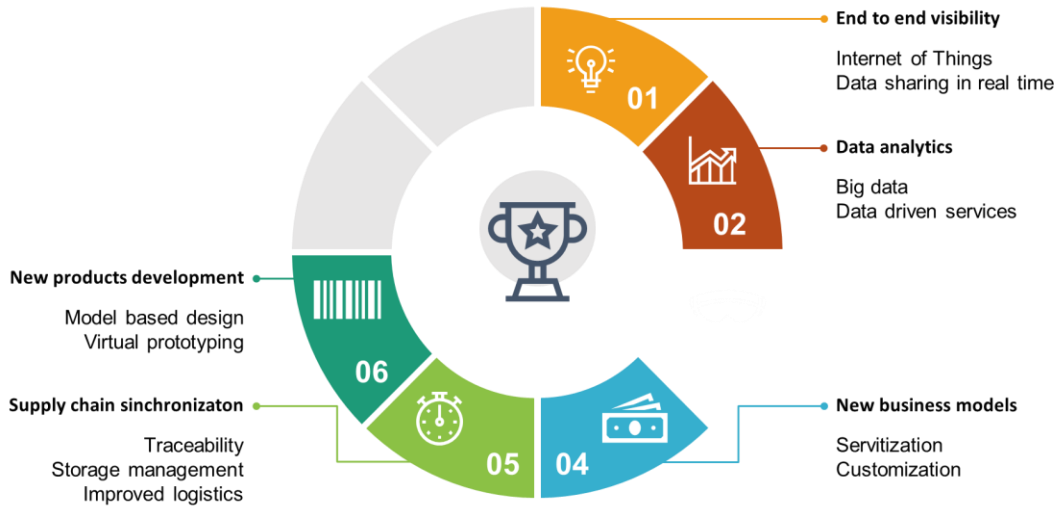 End to end visibility
Internet of Things
Data sharing in real time
01
Data analytics
Big data
Data driven services
02
New products development
Model based design
Virtual prototyping
06
Supply chain sinchronizaton
Traceability
Storage management
Improved logistics
05
New business models
Servitization
Customization
04